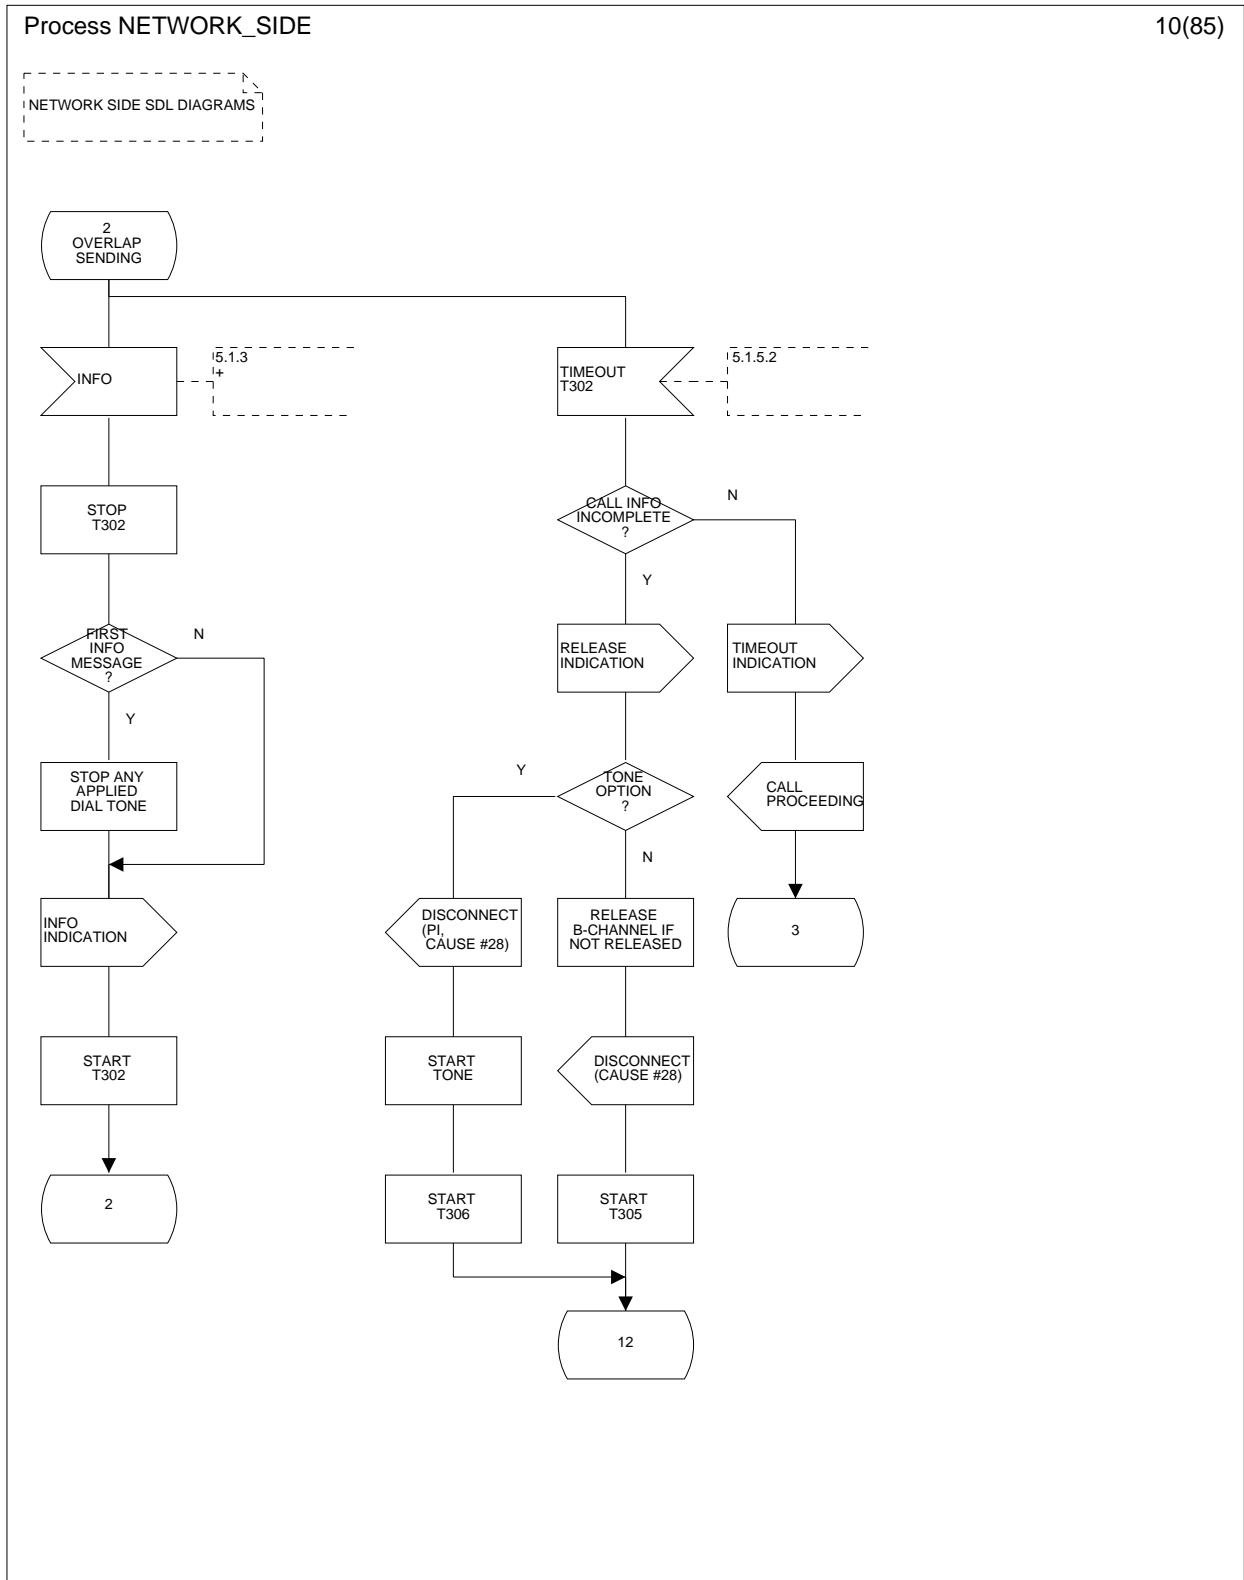 Process NETWORK_SIDE
10(85)
NETWORK SIDE SDL DIAGRAMS
2
OVERLAP
SENDING
INFO
5.1.3
+
TIMEOUT
T302
5.1.5.2
STOP
T302
CALL INFO
INCOMPLETE
?
N
Y
FIRST
INFO
MESSAGE
?
N
Y
RELEASE
INDICATION
TIMEOUT
INDICATION
STOP ANY
APPLIED
DIAL TONE
Y
TONE
OPTION
?
N
CALL
PROCEEDING
INFO
INDICATION
DISCONNECT
(PI,
CAUSE #28)
RELEASE
B-CHANNEL IF
NOT RELEASED
3
START
T302
START
TONE
DISCONNECT
(CAUSE #28)
2
START
T306
START
T305
12